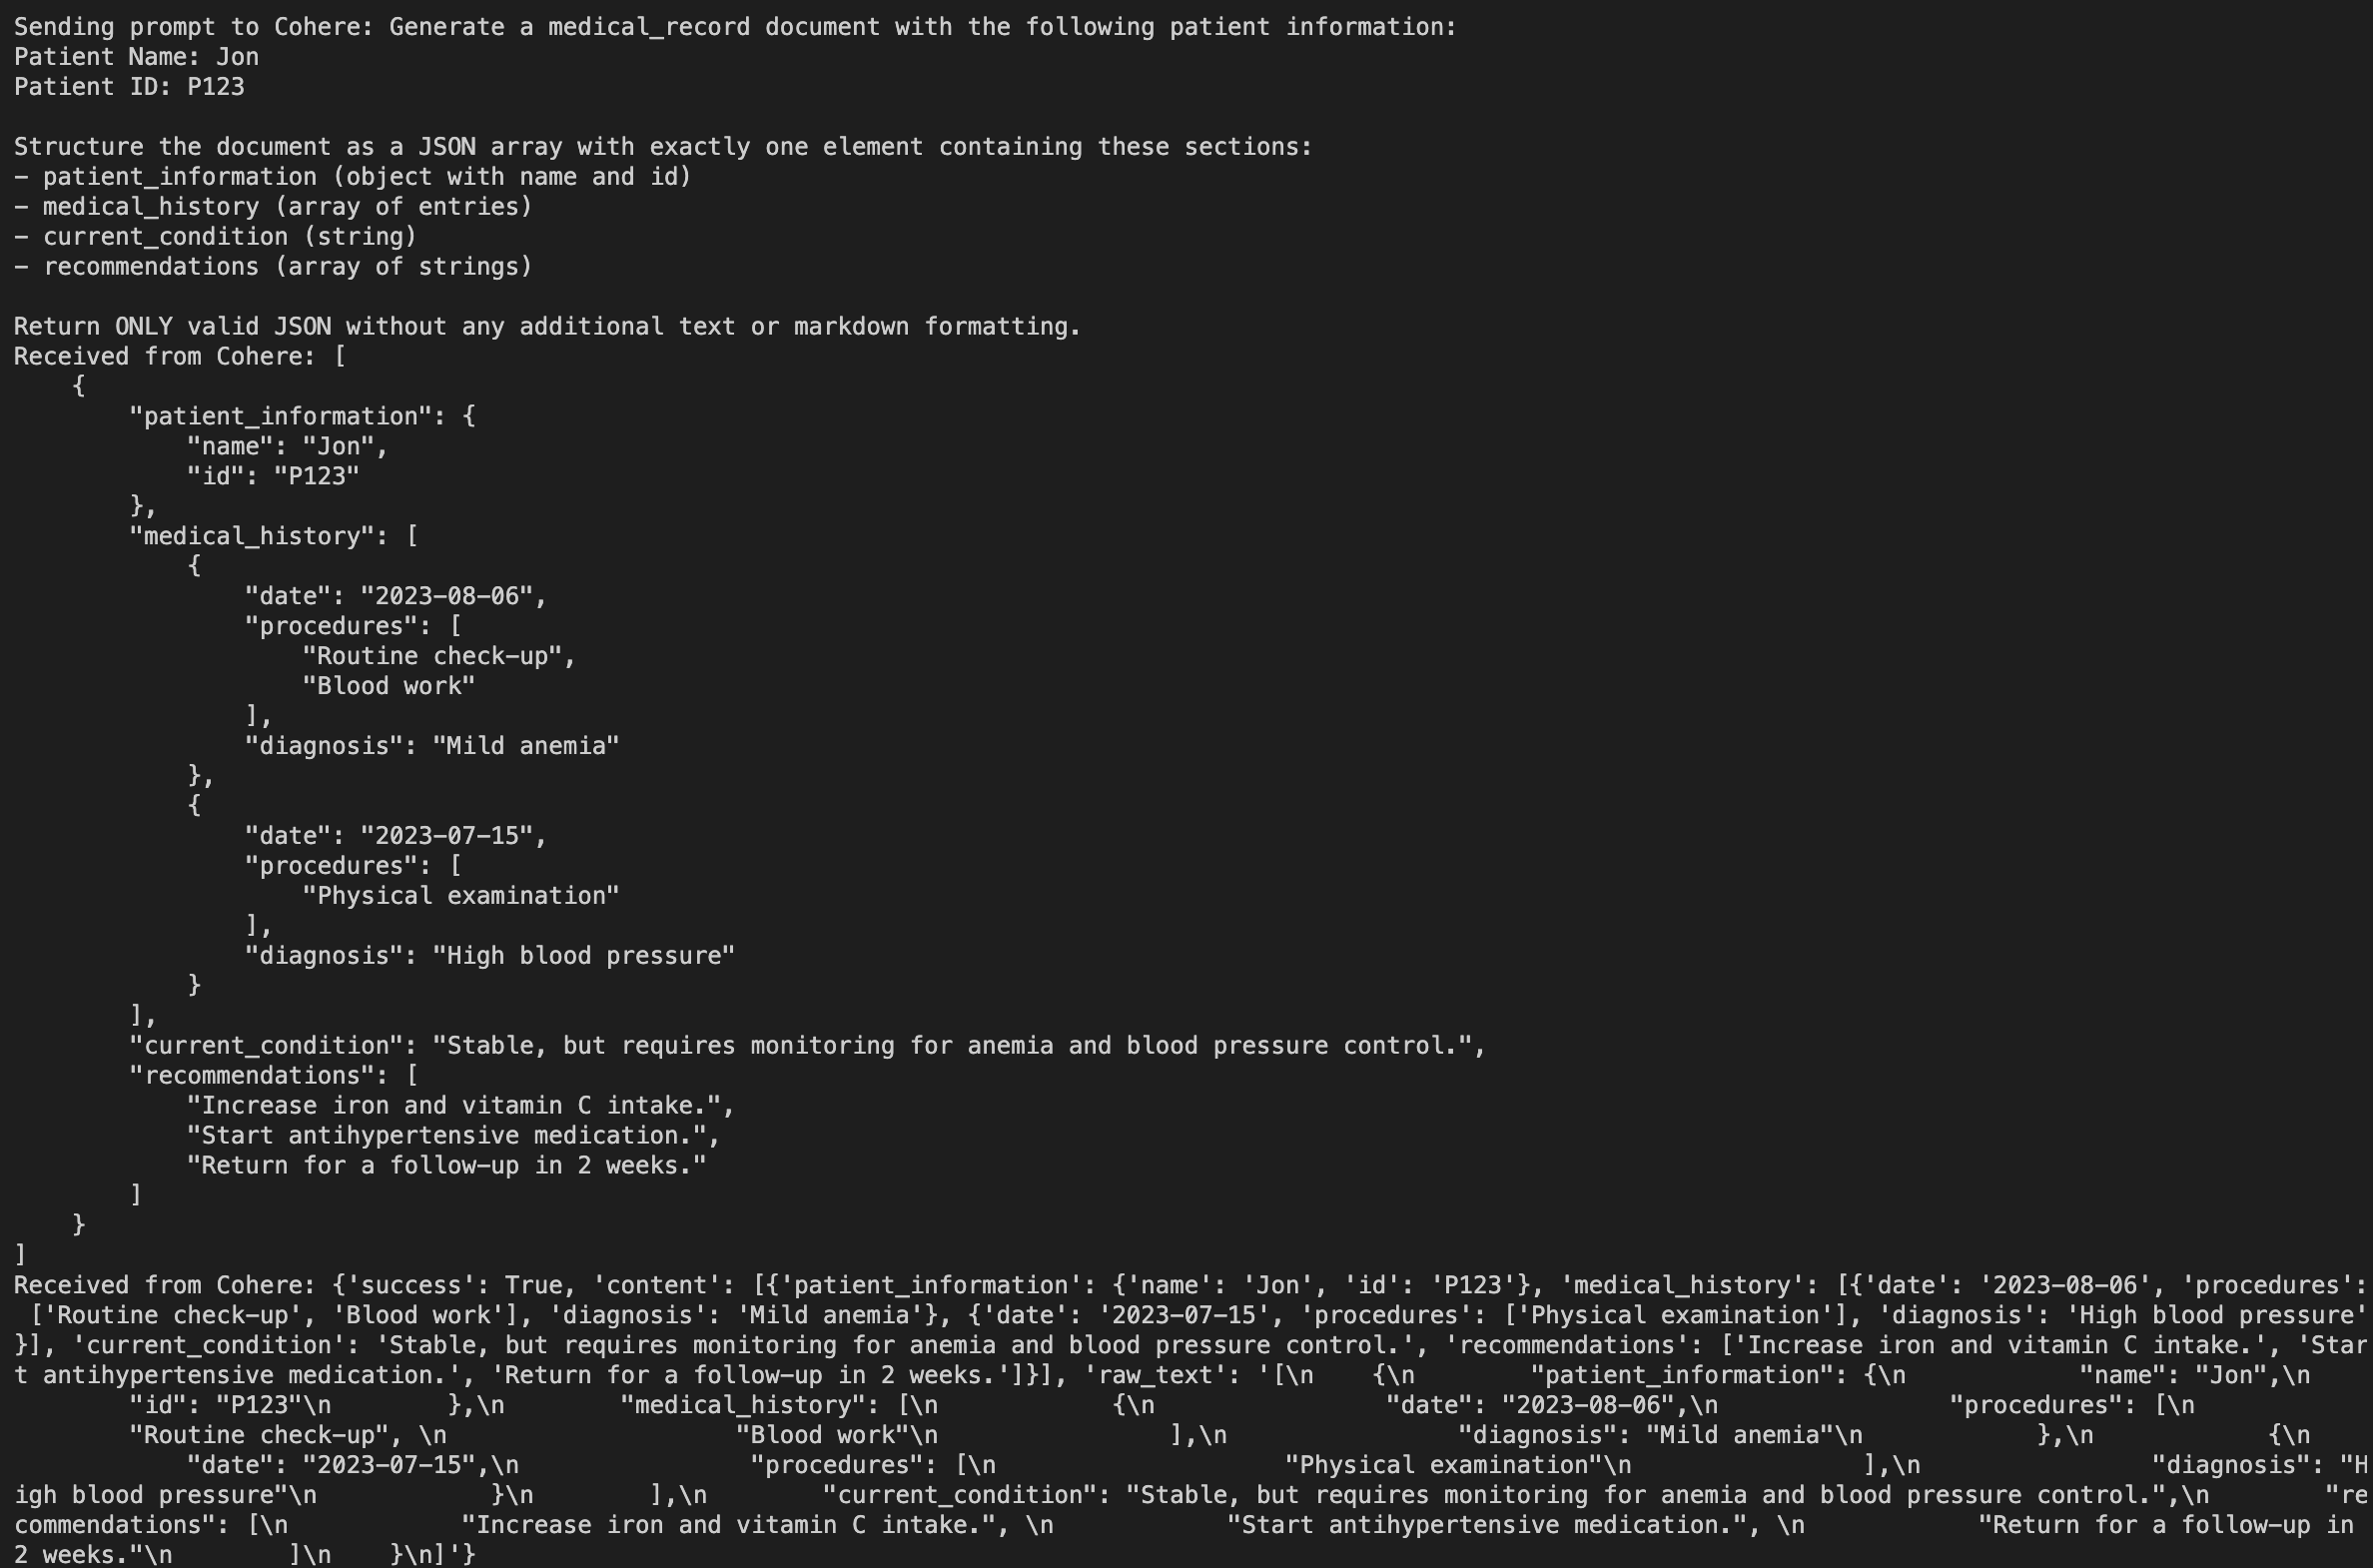 Sending prompt to Cohere: Generate a medical_record document with the following patient information:
Patient Name: Jon
Patient ID: P123

Structure the document as a JSON array with exactly one element containing these sections:
- patient_information (object with name and id)
- medical_history (array of entries)
- current_condition (string)
- recommendations (array of strings)

Return ONLY valid JSON without any additional text or markdown formatting.
Received from Cohere: [
    {
        "patient_information": {
            "name": "Jon",
            "id": "P123"
        },
        "medical_history": [
            {
                "date": "2023-08-06",
                "procedures": [
                    "Routine check-up",
                    "Blood work"
                ],
                "diagnosis": "Mild anemia"
            },
            {
                "date": "2023-07-15",
                "procedures": [
                    "Physical examination"
                ],
                "diagnosis": "High blood pressure"
            }
        ],
        "current_condition": "Stable, but requires monitoring for anemia and blood pressure control.",
        "recommendations": [
            "Increase iron and vitamin C intake.",
            "Start antihypertensive medication.",
            "Return for a follow-up in 2 weeks."
        ]
    }
]
Received from Cohere: {'success': True, 'content': [{'patient_information': {'name': 'Jon', 'id': 'P123'}, 'medical_history': [{'date': '2023-08-06', 'procedures':
 ['Routine check-up', 'Blood work'], 'diagnosis': 'Mild anemia'}, {'date': '2023-07-15', 'procedures': ['Physical examination'], 'diagnosis': 'High blood pressure'
}], 'current_condition': 'Stable, but requires monitoring for anemia and blood pressure control.', 'recommendations': ['Increase iron and vitamin C intake.', 'Star
t antihypertensive medication.', 'Return for a follow-up in 2 weeks.']}], 'raw_text': '[\n    {\n        "patient_information": {\n            "name": "Jon",\n
        "id": "P123"\n        },\n        "medical_history": [\n            {\n                "date": "2023-08-06",\n                "procedures": [\n
        "Routine check-up", \n                    "Blood work"\n                ],\n                "diagnosis": "Mild anemia"\n            },\n            {\n
            "date": "2023-07-15",\n                "procedures": [\n                    "Physical examination"\n                ],\n                "diagnosis": "H
igh blood pressure"\n            }\n        ],\n        "current_condition": "Stable, but requires monitoring for anemia and blood pressure control.",\n        "re
commendations": [\n            "Increase iron and vitamin C intake.", \n            "Start antihypertensive medication.", \n            "Return for a follow-up in
2 weeks."\n        ]\n    }\n]'}